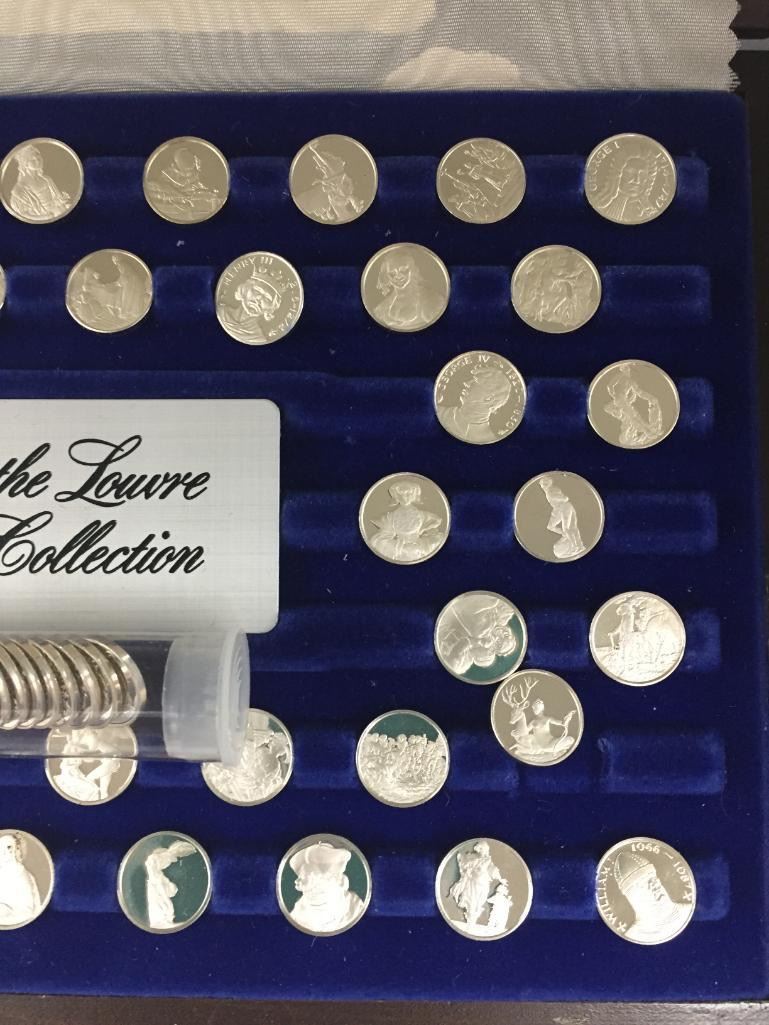 GEORGE I
HENRY III
GEORGE IV
the Louvre
Collection
WILLIAM I 1066-1087